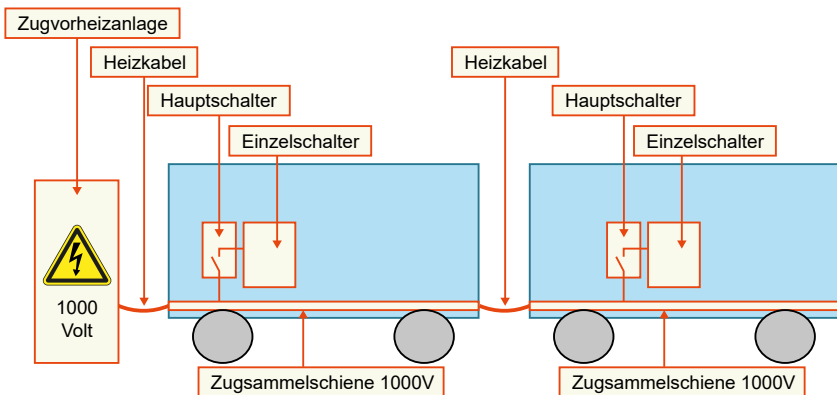 Zugvorheizanlage
Heizkabel
Heizkabel
Hauptschalter
Hauptschalter
Einzelschalter
Einzelschalter
1000
Volt
Zugsammelschiene 1000V
Zugsammelschiene 1000V